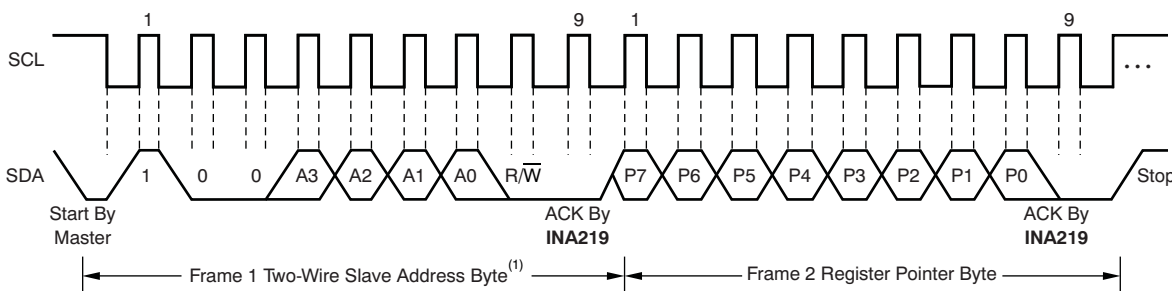 1 9 1 9
SCL
...
SDA 1 0 0 A3 A2 A1 A0 R/W̅ P7 P6 P5 P4 P3 P2 P1 P0 Stop
Start By ACK By ACK By
Master INA219 INA219
Frame 1 Two-Wire Slave Address Byte(1) Frame 2 Register Pointer Byte